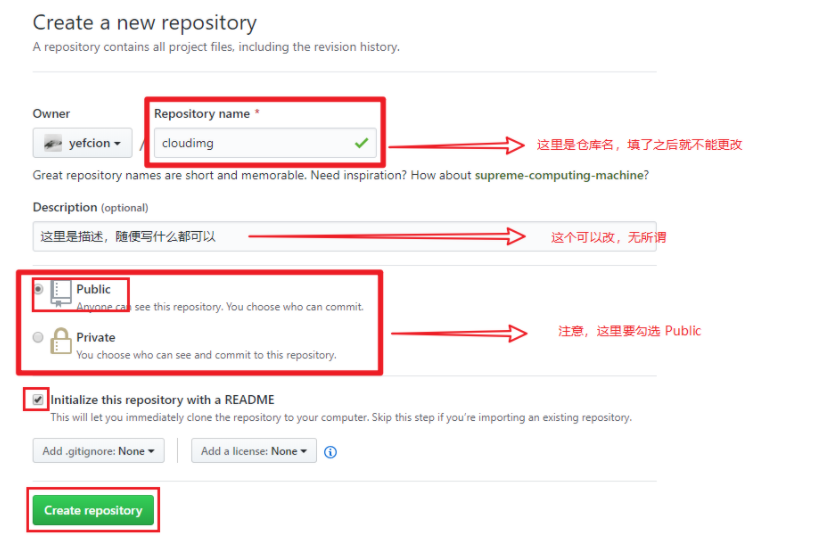 Create a new repository
A repository contains all project files, including the revision history.
Owner
Repository name *
yefcion
/
cloudimg
这里是仓库名，填了之后就不能更改
Great repository names are short and memorable. Need inspiration? How about supreme-computing-machine?
Description (optional)
这里是描述，随便写什么都可以
这个可以改，无所谓
Public
Anyone can see this repository. You choose who can commit.
注意，这里要勾选 Public
Private
You choose who can see and commit to this repository.
Initialize this repository with a README
This will let you immediately clone the repository to your computer. Skip this step if you're importing an existing repository.
Add .gitignore: None
Add a license: None
Create repository